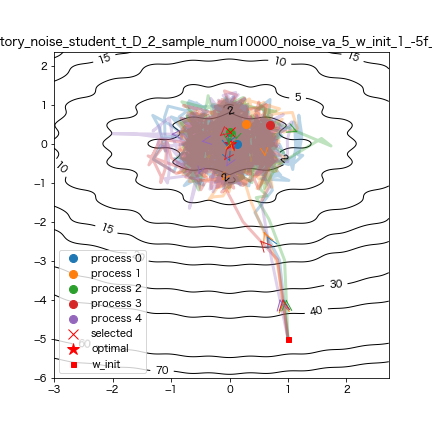 tory_noise_student_t_D_2_sample_num10000_noise_va_5_w_init_1_-5f_
15 10 15
5
2
2
2
10
15
30
40
70
2
1
0
−1
−2
−3
−4
−5
−6
−3 −2 −1 0 1 2
process 0
process 1
process 2
process 3
process 4
selected
optimal
w_init